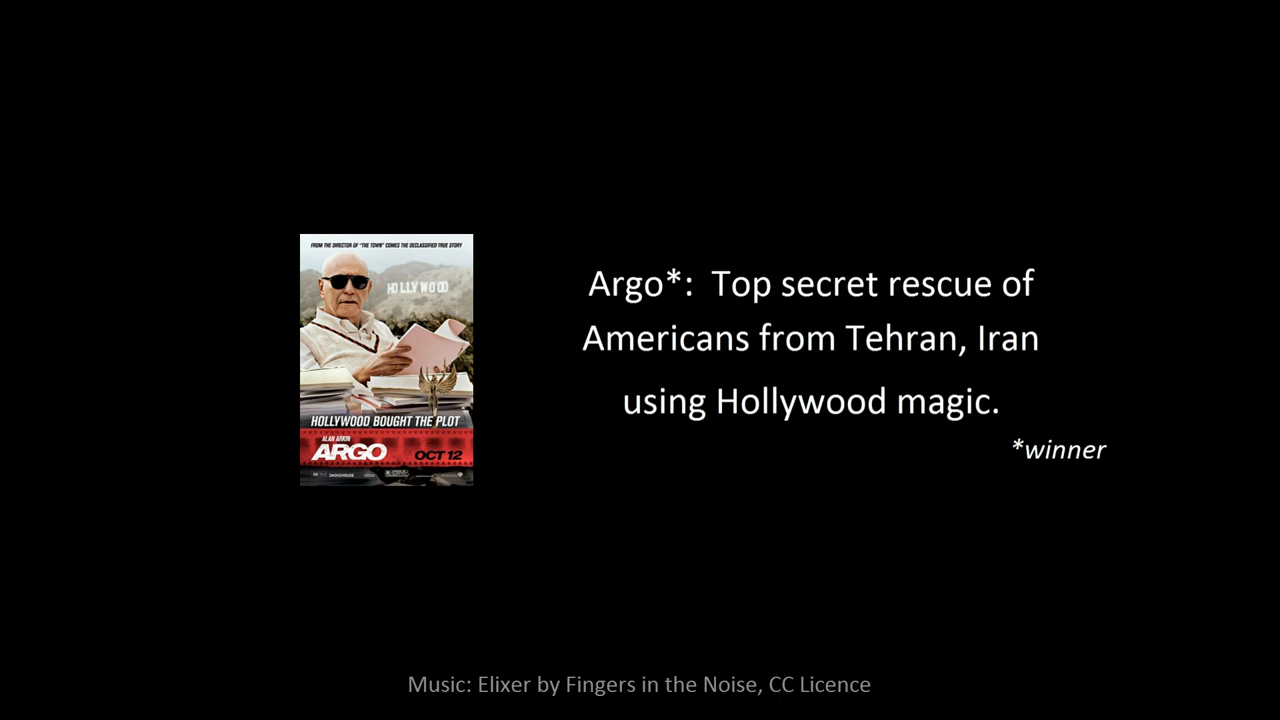 FROM THE DIRECTOR OF "THE TOWN" COMES THE DECLASSIFIED TRUE STORY
HOLLYWOOD
HOLLYWOOD BOUGHT THE PLOT
ALAN ARKIN
ARGO OCT 12
Argo*:  Top secret rescue of
Americans from Tehran, Iran
using Hollywood magic.
*winner
Music: Elixer by Fingers in the Noise, CC Licence